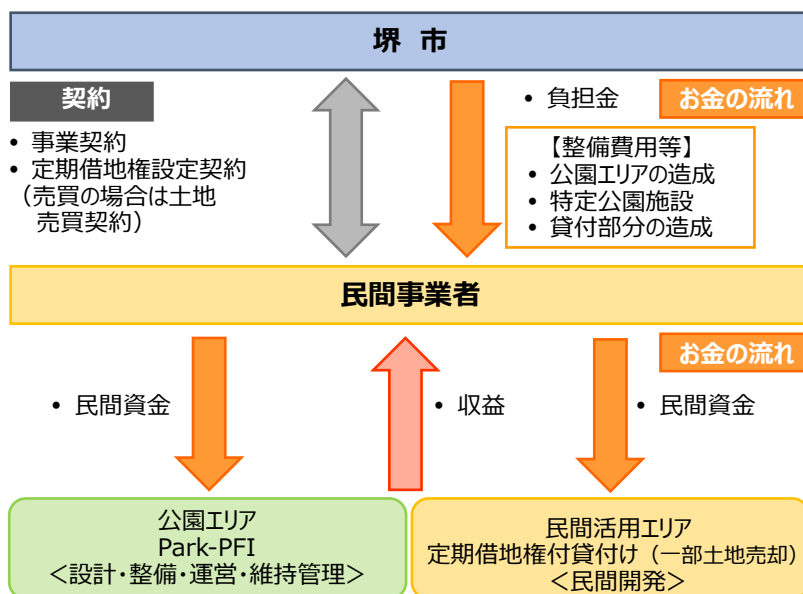 堺 市
契約
• 事業契約
• 定期借地権設定契約
（売買の場合は土地
売買契約）
• 負担金
お金の流れ
【整備費用等】
• 公園エリアの造成
• 特定公園施設
• 貸付部分の造成
民間事業者
お金の流れ
• 民間資金
• 収益
• 民間資金
公園エリア
Park-PFI
＜設計・整備・運営・維持管理＞
民間活用エリア
定期借地権付貸付け（一部土地売却）
＜民間開発＞